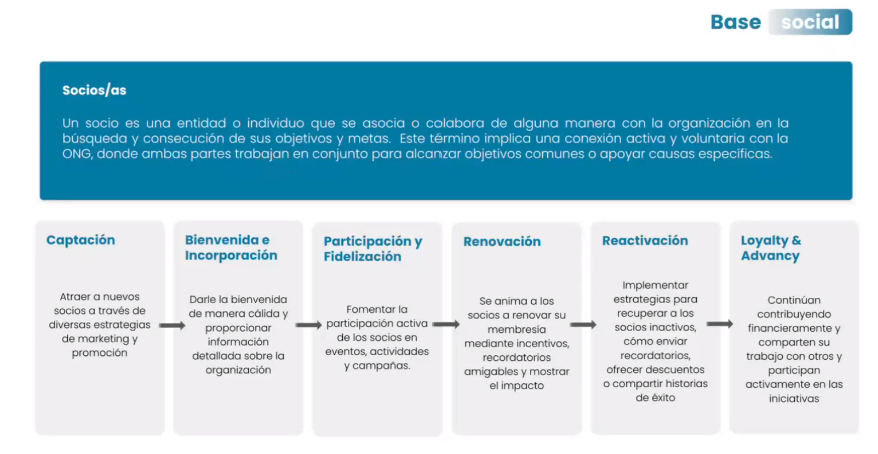 Base social
Socios/as
Un socio es una entidad o individuo que se asocia o colabora de alguna manera con la organización en la
búsqueda y consecución de sus objetivos y metas. Este término implica una conexión activa y voluntaria con la
ONG, donde ambas partes trabajan en conjunto para alcanzar objetivos comunes o apoyar causas específicas.
Captación
Atraer a nuevos
socios a través de
diversas estrategias
de marketing y
promoción
Bienvenida e
Incorporación
Darle la bienvenida
de manera cálida y
proporcionar
información
detallada sobre la
organización
Participación y
Fidelización
Fomentar la
participación activa
de los socios en
eventos, actividades
y campañas.
Renovación
Se anima a los
socios a renovar su
membresía
mediante incentivos,
recordatorios
amigables y mostrar
el impacto
Reactivación
Implementar
estrategias para
recuperar a los
socios inactivos,
cómo enviar
recordatorios,
ofrecer descuentos
o compartir historias
de éxito
Loyalty &
Advancy
Continúan
contribuyendo
financieramente y
comparten su
trabajo con otros y
participan
activamente en las
iniciativas